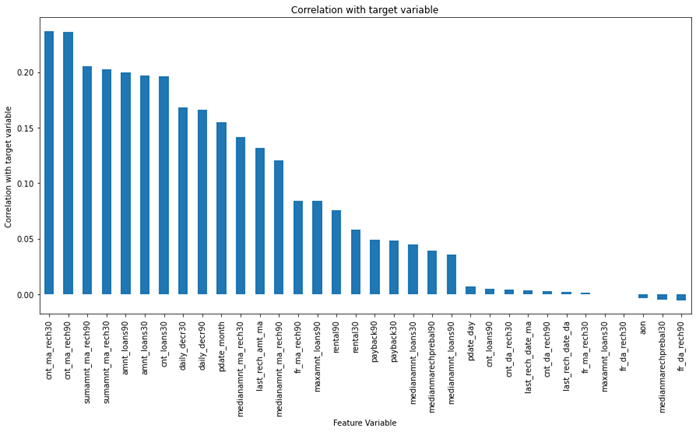 Correlation with target variable
Correlation with target variable
0.20
0.15
0.10
0.05
0.00
cnt_ma_rech30
cnt_ma_rech90
sumamnt_ma_rech90
sumamnt_ma_rech30
amnt_loans90
amnt_loans30
cnt_loans30
daily_decr30
daily_decr90
pdate_month
medianamnt_ma_rech30
last_rech_amt_ma
medianamnt_ma_rech90
fr_ma_rech90
maxamnt_loans90
rental90
rental30
payback90
payback30
medianamnt_loans30
medianmarechprebal90
medianamnt_loans90
pdate_day
cnt_loans90
cnt_da_rech30
last_rech_date_ma
cnt_da_rech90
last_rech_date_da
fr_ma_rech30
maxamnt_loans30
fr_da_rech30
aon
medianmarechprebal30
fr_da_rech90
Feature Variable